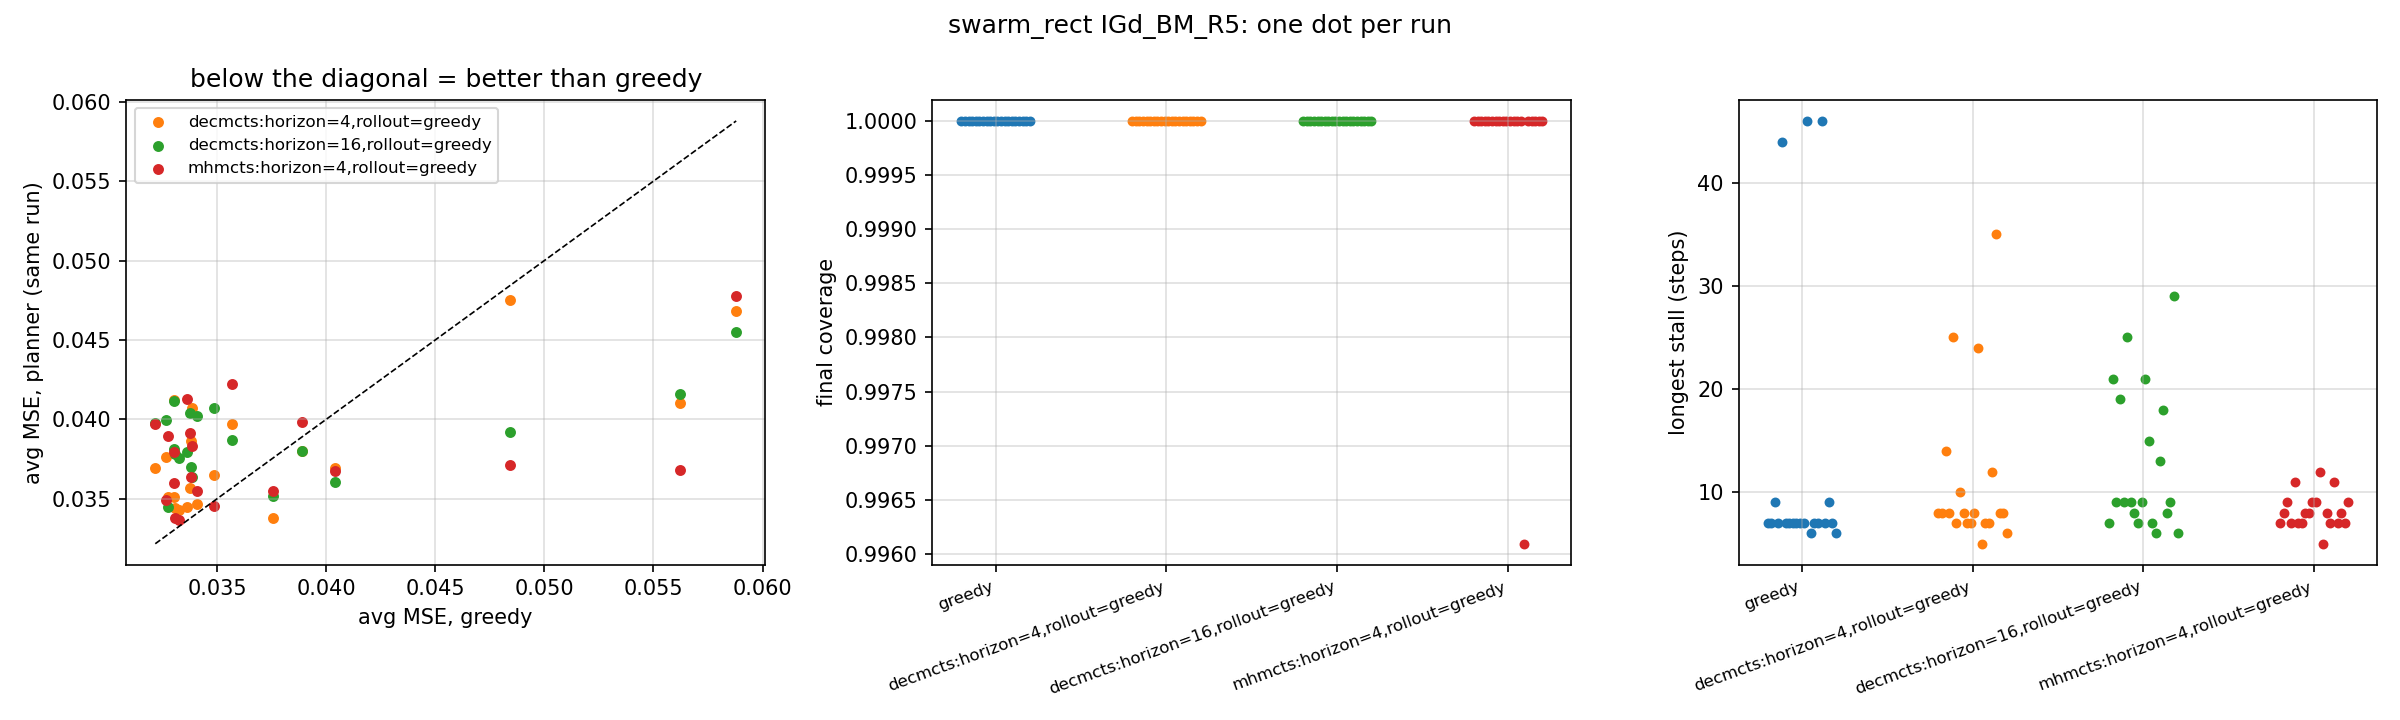 swarm_rect IGd_BM_R5: one dot per run
below the diagonal = better than greedy
decmcts:horizon=4,rollout=greedy
decmcts:horizon=16,rollout=greedy
mhmcts:horizon=4,rollout=greedy
avg MSE, planner (same run)
0.060
0.055
0.050
0.045
0.040
0.035
0.035
0.040
0.045
0.050
0.055
0.060
avg MSE, greedy
final coverage
1.0000
0.9995
0.9990
0.9985
0.9980
0.9975
0.9970
0.9965
0.9960
greedy
decmcts:horizon=4,rollout=greedy
decmcts:horizon=16,rollout=greedy
mhmcts:horizon=4,rollout=greedy
longest stall (steps)
40
30
20
10
greedy
decmcts:horizon=4,rollout=greedy
decmcts:horizon=16,rollout=greedy
mhmcts:horizon=4,rollout=greedy